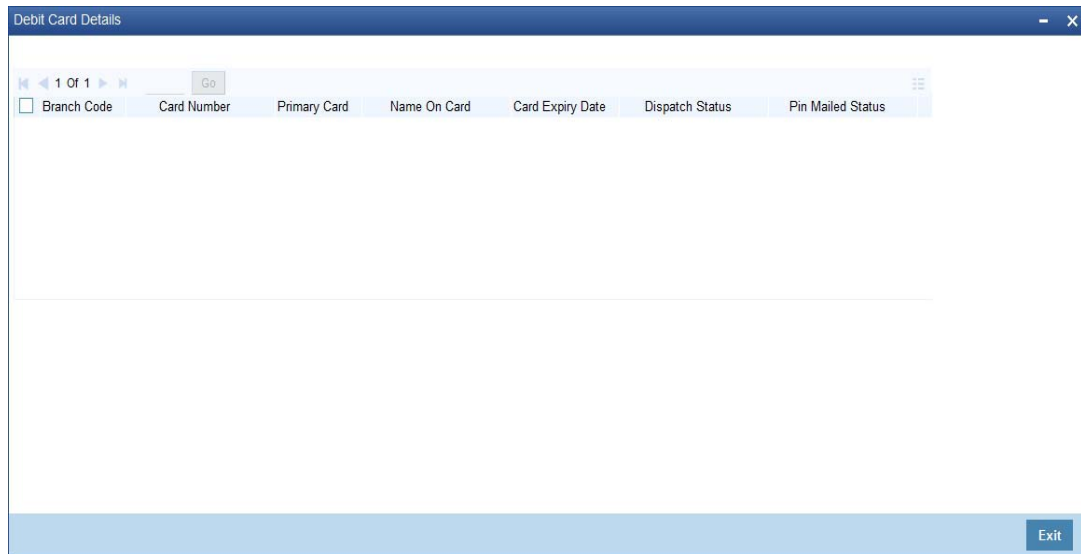 Debit Card Details
1 Of 1 Go
Branch Code Card Number Primary Card Name On Card Card Expiry Date Dispatch Status Pin Mailed Status
Exit